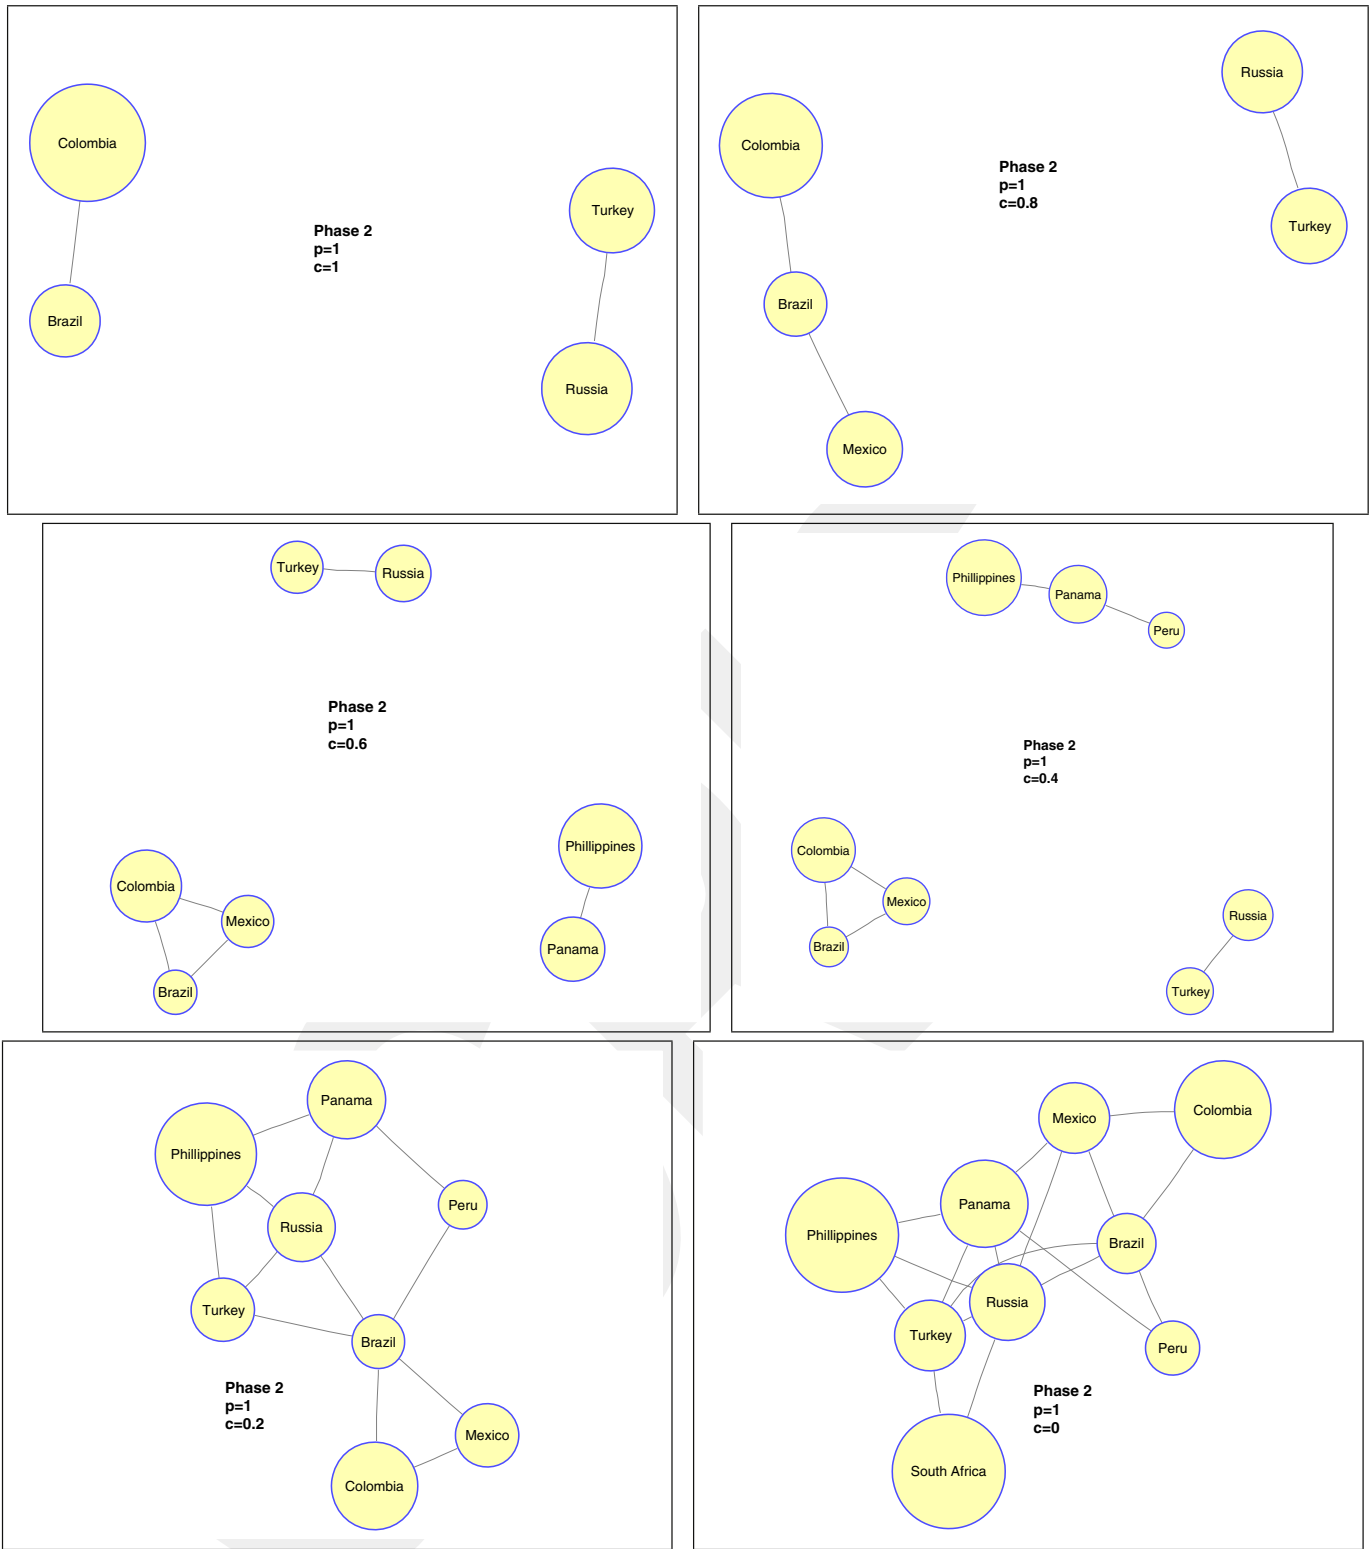 Colombia
Turkey
Phase 2
p=1
c=1
Brazil
Russia
Russia
Colombia
Phase 2
p=1
c=0.8
Turkey
Brazil
Mexico
Turkey
Russia
Phase 2
p=1
c=0.6
Phillippines
Colombia
Mexico
Panama
Brazil
Phillippines
Panama
Peru
Phase 2
p=1
c=0.4
Colombia
Mexico
Russia
Brazil
Turkey
Panama
Phillippines
Peru
Russia
Turkey
Brazil
Phase 2
p=1
c=0.2
Mexico
Colombia
Colombia
Mexico
Panama
Phillippines
Brazil
Russia
Turkey
Peru
Phase 2
p=1
c=0
South Africa